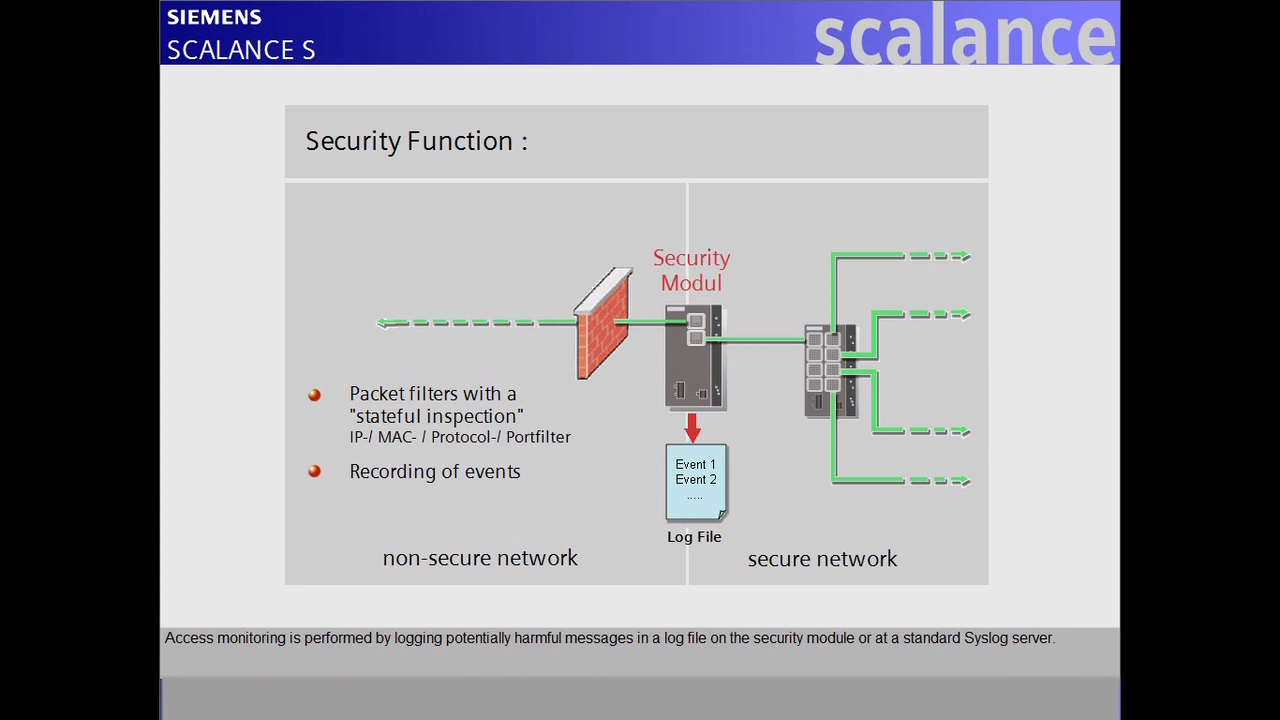 SIEMENS
SCALANCE S
scalance
Security Function :
Security
Modul
Packet filters with a
"stateful inspection"
IP-/ MAC- / Protocol-/ Portfilter
Recording of events
Event 1
Event 2
.....
Log File
non-secure network
secure network
Access monitoring is performed by logging potentially harmful messages in a log file on the security module or at a standard Syslog server.